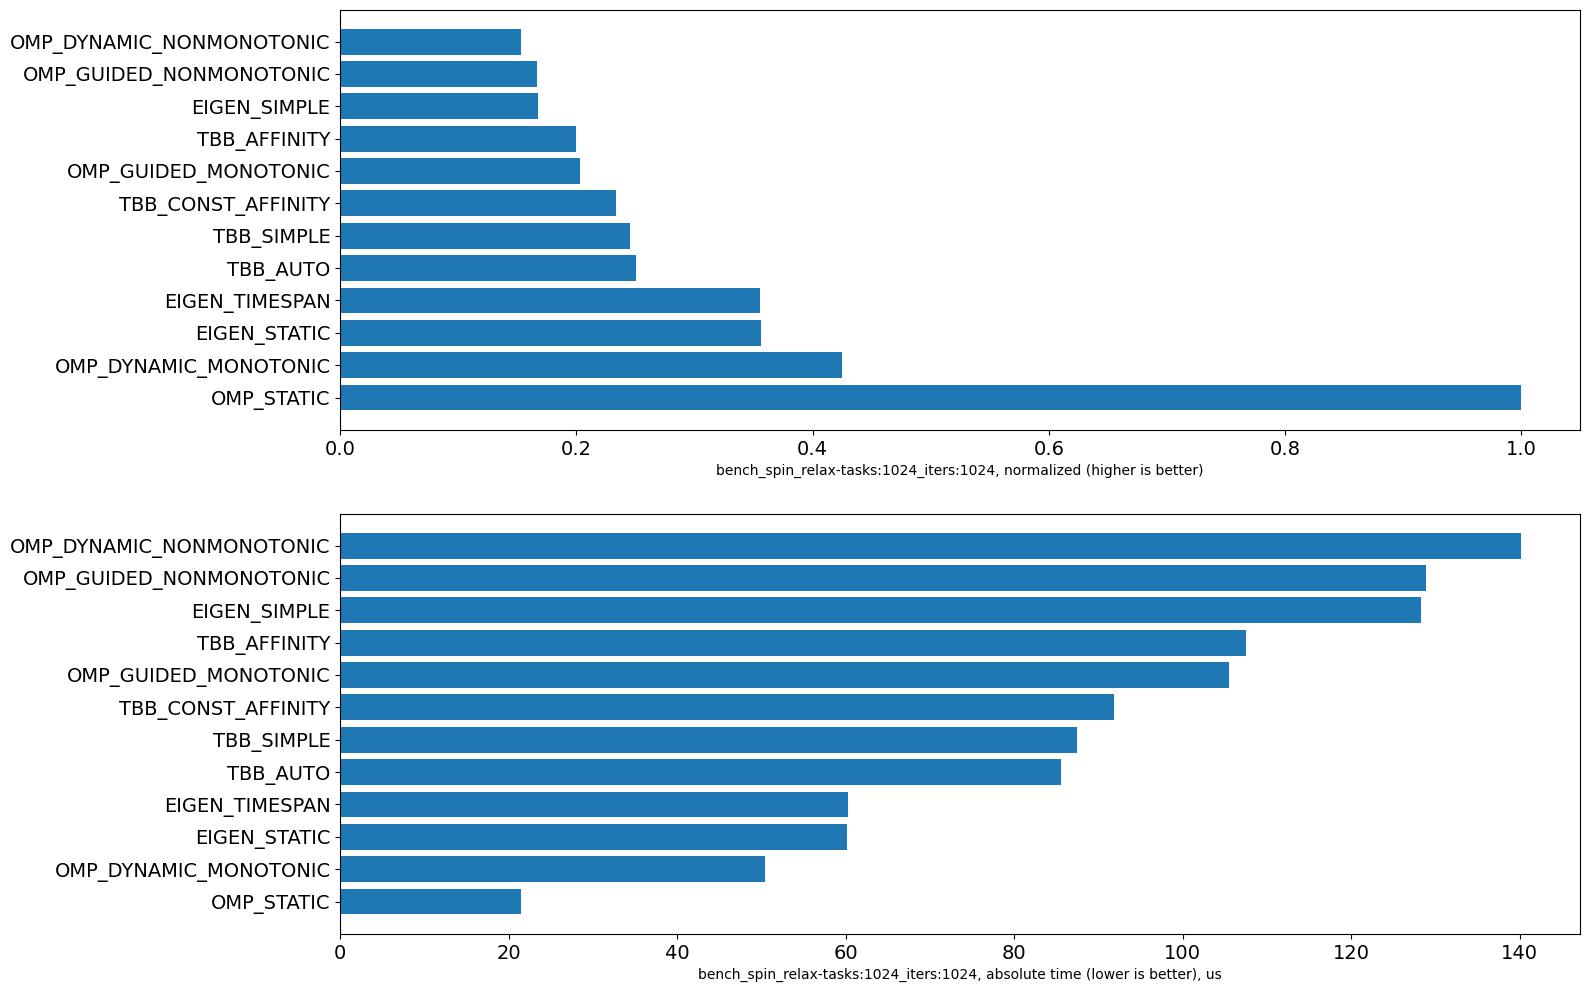 OMP_DYNAMIC_NONMONOTONIC
OMP_GUIDED_NONMONOTONIC
EIGEN_SIMPLE
TBB_AFFINITY
OMP_GUIDED_MONOTONIC
TBB_CONST_AFFINITY
TBB_SIMPLE
TBB_AUTO
EIGEN_TIMESPAN
EIGEN_STATIC
OMP_DYNAMIC_MONOTONIC
OMP_STATIC
0.0 0.2 0.4 0.6 0.8 1.0
bench_spin_relax-tasks:1024_iters:1024, normalized (higher is better)
OMP_DYNAMIC_NONMONOTONIC
OMP_GUIDED_NONMONOTONIC
EIGEN_SIMPLE
TBB_AFFINITY
OMP_GUIDED_MONOTONIC
TBB_CONST_AFFINITY
TBB_SIMPLE
TBB_AUTO
EIGEN_TIMESPAN
EIGEN_STATIC
OMP_DYNAMIC_MONOTONIC
OMP_STATIC
0 20 40 60 80 100 120 140
bench_spin_relax-tasks:1024_iters:1024, absolute time (lower is better), us